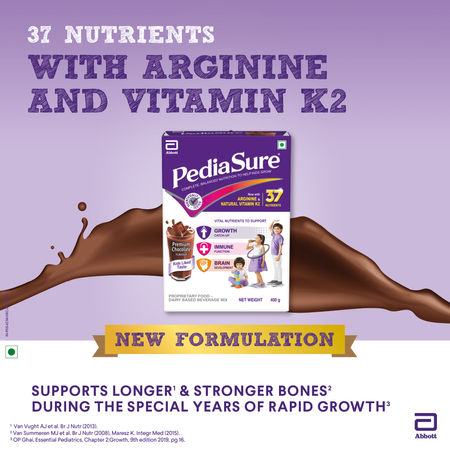 37 NUTRIENTS
WITH ARGININE
AND VITAMIN K2
Abbott
PediaSure
COMPLETE, BALANCED NUTRITION TO HELP KIDS GROW
Now with
ARGININE &
NATURAL VITAMIN K2
37
NUTRIENTS
VITAL NUTRIENTS TO SUPPORT
GROWTH
CATCH-UP
IMMUNE
FUNCTION
BRAIN
DEVELOPMENT
Premium
Chocolate
FLAVOUR
Kids Liked
Taste
PROPRIETARY FOOD –
DAIRY BASED BEVERAGE MIX
NET WEIGHT 400 g
NEW FORMULATION
SUPPORTS LONGER¹ & STRONGER BONES²
DURING THE SPECIAL YEARS OF RAPID GROWTH³
1 Van Vught AJ et al. Br J Nutr (2013).
2 Van Summeren MJ et al. Br J Nutr (2008), Maresz K. Integr Med (2015).
3 OP Ghai, Essential Pediatrics, Chapter 2:Growth, 9th edition 2019, pg 16.
Abbott